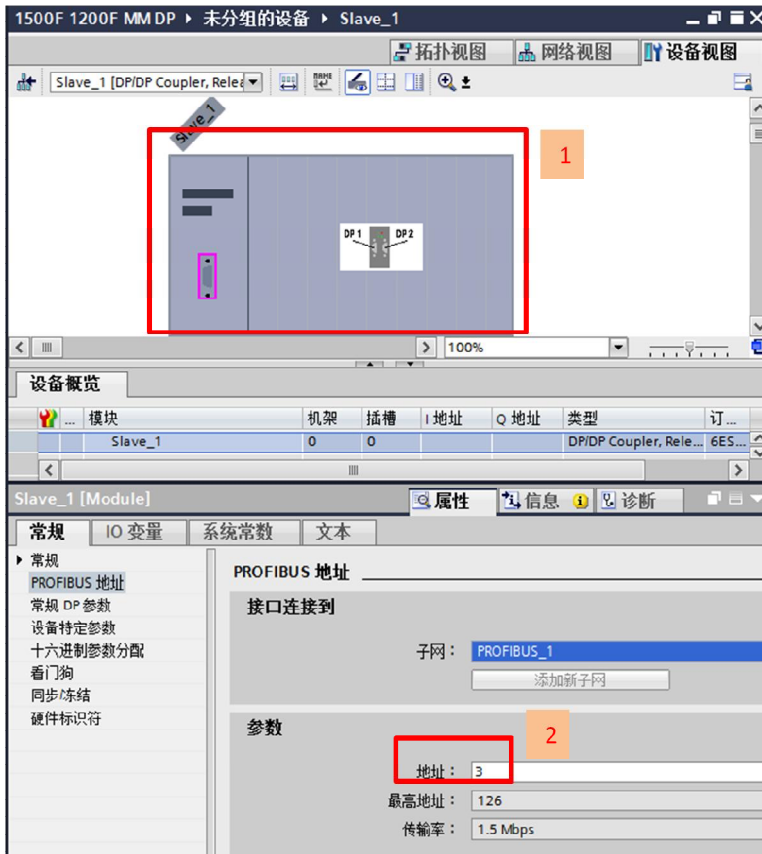 1500F 1200F MM DP ▸ 未分组的设备 ▸ Slave_1
拓扑视图 网络视图 设备视图
Slave_1 [DP/DP Coupler, Relea
Slave_1
1
DP1 DP2
100%
设备概览
... 模块 机架 插槽 I 地址 Q 地址 类型 订...
Slave_1 0 0 DP/DP Coupler, Rele... 6ES...
Slave_1 [Module] 属性 信息 诊断
常规 IO 变量 系统常数 文本
常规
PROFIBUS 地址
常规 DP 参数
设备特定参数
十六进制参数分配
看门狗
同步/冻结
硬件标识符
PROFIBUS 地址
接口连接到
子网： PROFIBUS_1
添加新子网
参数
2
地址： 3
最高地址： 126
传输率： 1.5 Mbps